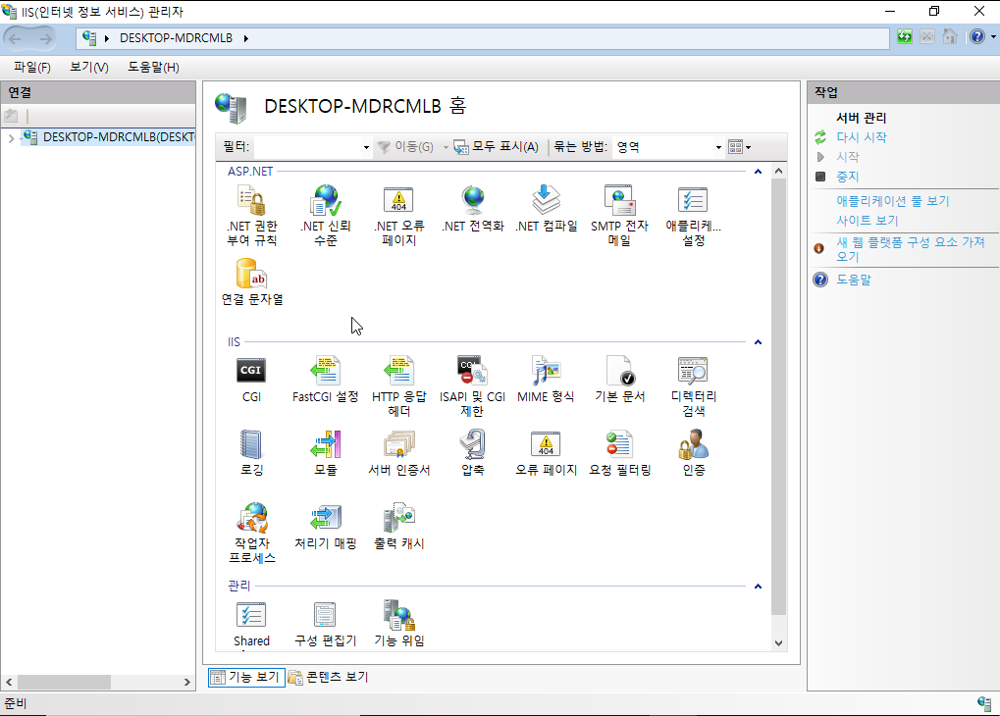 IIS(인터넷 정보 서비스) 관리자
DESKTOP-MDRCMLB
파일(F) 보기(V) 도움말(H)
연결
DESKTOP-MDRCMLB(DESKT
DESKTOP-MDRCMLB 홈
필터: 이동(G) 모두 표시(A) 묶는 방법: 영역
ASP.NET
.NET 권한 부여 규칙
.NET 신뢰 수준
404
.NET 오류 페이지
.NET 전역화
.NET 컴파일
SMTP 전자 메일
애플리케... 설정
ab
연결 문자열
IIS
CGI
CGI
FastCGI 설정
HTTP 응답 헤더
ISAPI 및 CGI 제한
MIME 형식
기본 문서
디렉터리 검색
로깅
모듈
서버 인증서
압축
404
오류 페이지
요청 필터링
인증
작업자 프로세스
처리기 매핑
출력 캐시
관리
Shared
구성 편집기
기능 위임
기능 보기 콘텐츠 보기
작업
서버 관리
다시 시작
시작
중지
애플리케이션 풀 보기
사이트 보기
새 웹 플랫폼 구성 요소 가져
오기
도움말
준비